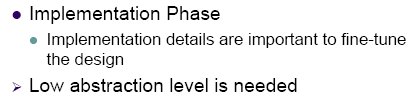 Implementation Phase
Implementation details are important to fine-tune
the design
Low abstraction level is needed